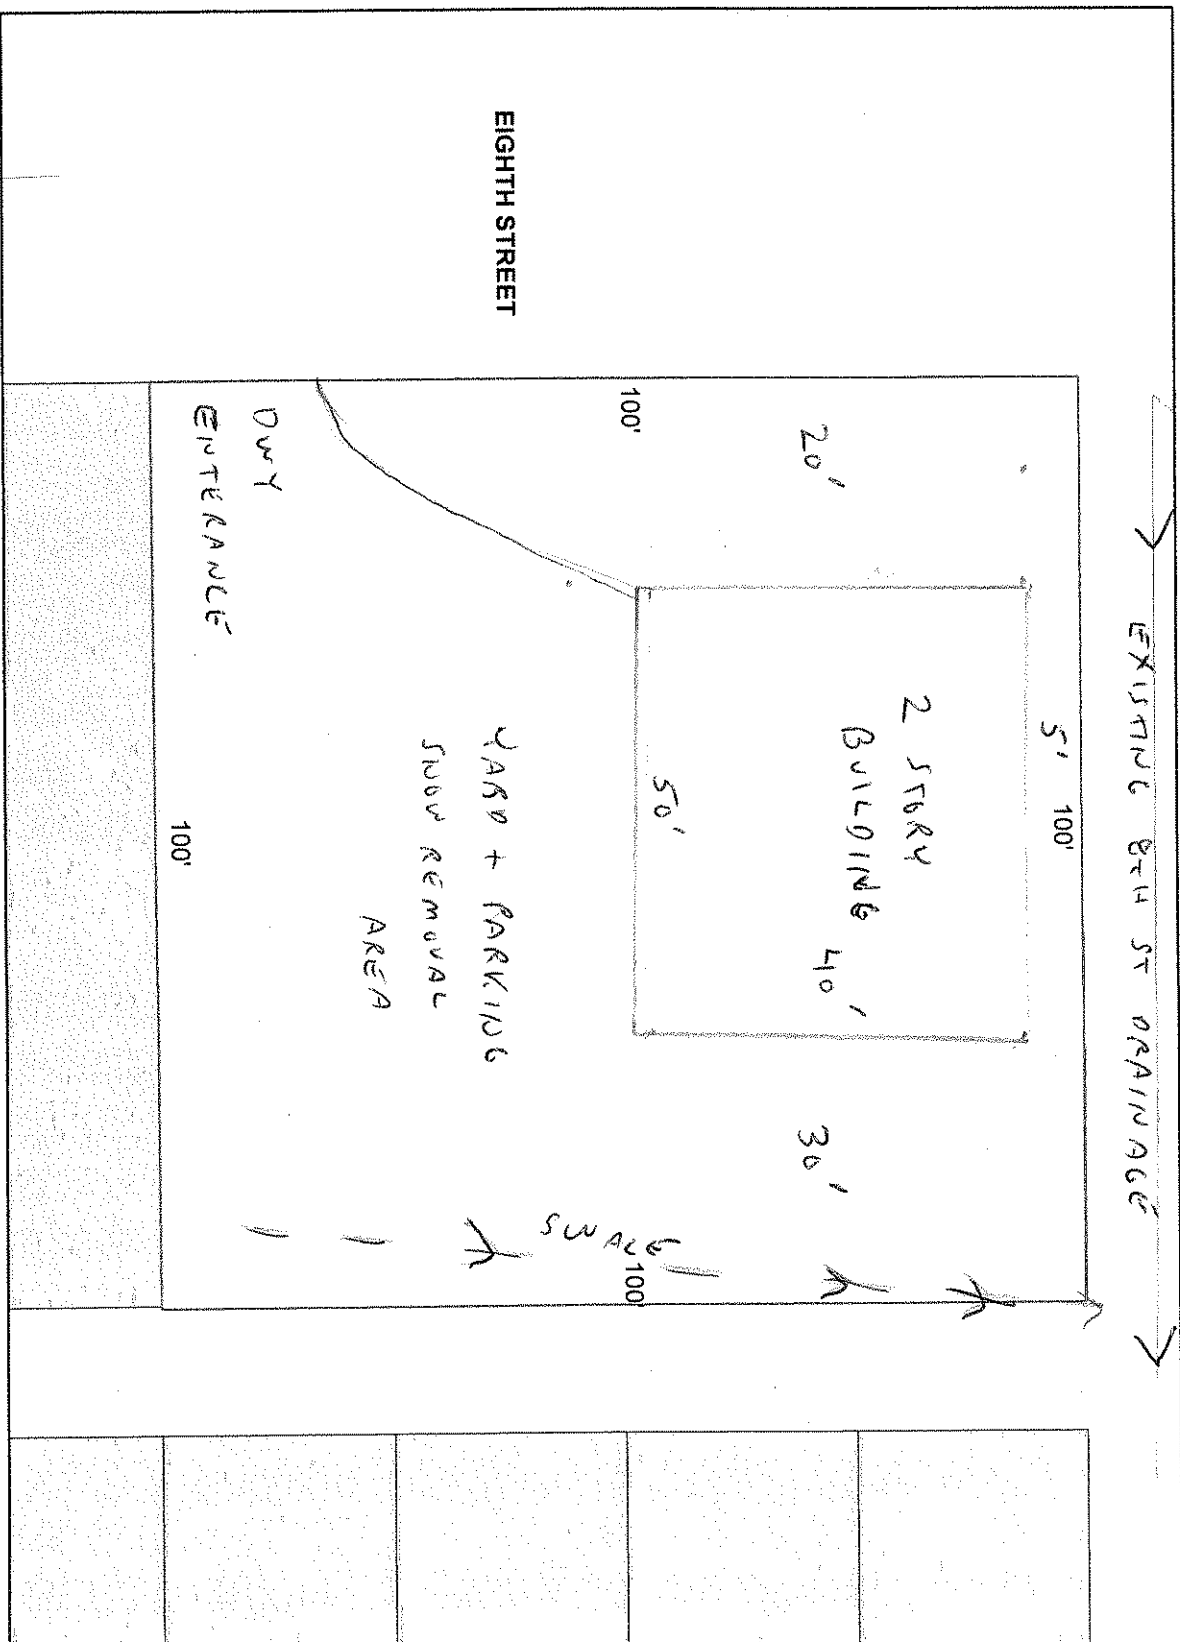 EXISTING 8TH ST DRAINAGE
5'
100'
2 STORY
BUILDING
40'
20'
30'
50'
100'
100'
SWALE
EIGHTH STREET
YARD + PARKING
SNOW REMOVAL
AREA
DWY
ENTERANCE
100'